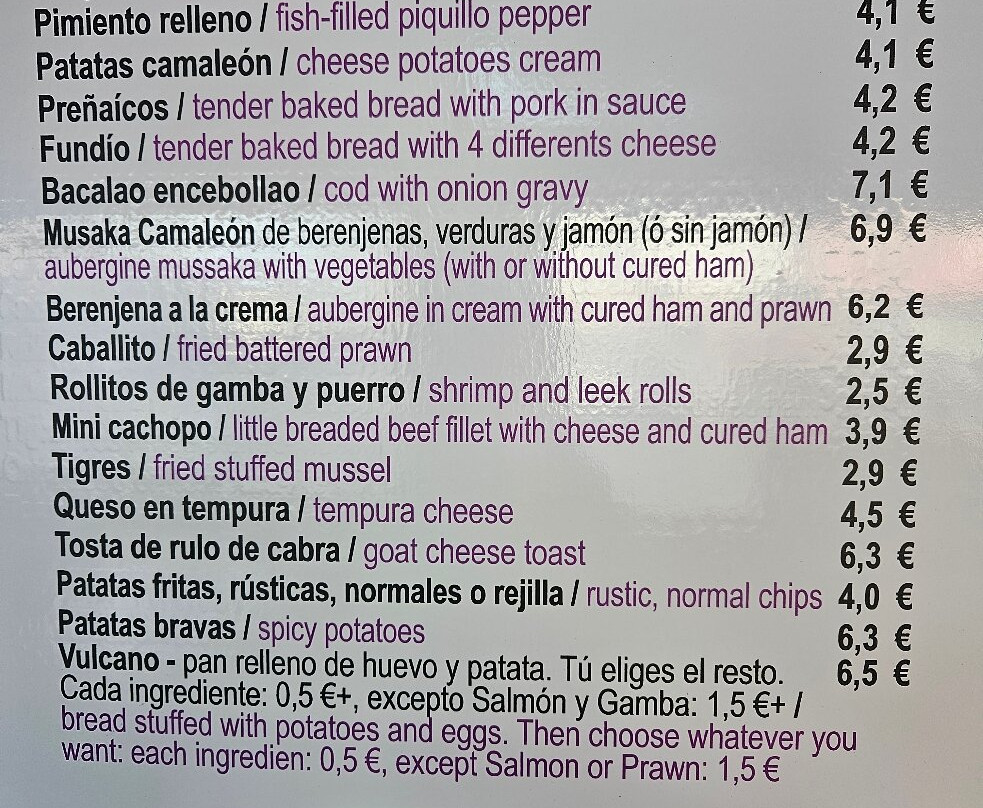 Pimiento relleno / fish-filled piquillo pepper 4,1 €
Patatas camaleón / cheese potatoes cream 4,1 €
Preñaícos / tender baked bread with pork in sauce 4,2 €
Fundío / tender baked bread with 4 differents cheese 4,2 €
Bacalao encebollao / cod with onion gravy 7,1 €
Musaka Camaleón de berenjenas, verduras y jamón (ó sin jamón) / 6,9 €
aubergine mussaka with vegetables (with or without cured ham)
Berenjena a la crema / aubergine in cream with cured ham and prawn 6,2 €
Caballito / fried battered prawn 2,9 €
Rollitos de gamba y puerro / shrimp and leek rolls 2,5 €
Mini cachopo / little breaded beef fillet with cheese and cured ham 3,9 €
Tigres / fried stuffed mussel 2,9 €
Queso en tempura / tempura cheese 4,5 €
Tosta de rulo de cabra / goat cheese toast 6,3 €
Patatas fritas, rústicas, normales o rejilla / rustic, normal chips 4,0 €
Patatas bravas / spicy potatoes 6,3 €
Vulcano - pan relleno de huevo y patata. Tú eliges el resto. 6,5 €
Cada ingrediente: 0,5 €+, excepto Salmón y Gamba: 1,5 €+ /
bread stuffed with potatoes and eggs. Then choose whatever you
want: each ingredien: 0,5 €, except Salmon or Prawn: 1,5 €